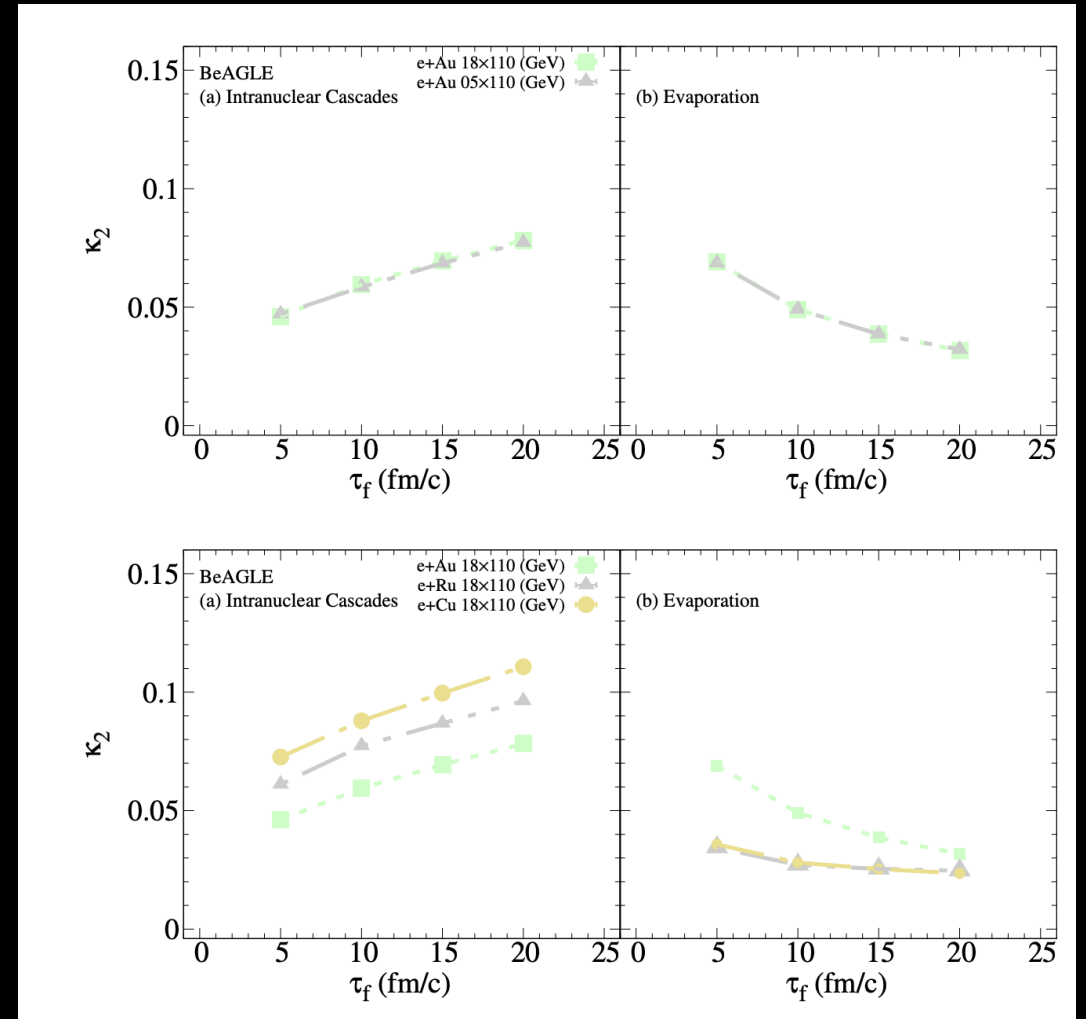 BeAGLE
(a) Intranuclear Cascades
e+Au 18×110 (GeV)
e+Au 05×110 (GeV)
(b) Evaporation
κ2
0.15
0.1
0.05
0
0 5 10 15 20 25
0 5 10 15 20 25
τf (fm/c)
τf (fm/c)
BeAGLE
(a) Intranuclear Cascades
e+Au 18×110 (GeV)
e+Ru 18×110 (GeV)
e+Cu 18×110 (GeV)
(b) Evaporation
κ2
0.15
0.1
0.05
0
0 5 10 15 20 25
0 5 10 15 20 25
τf (fm/c)
τf (fm/c)